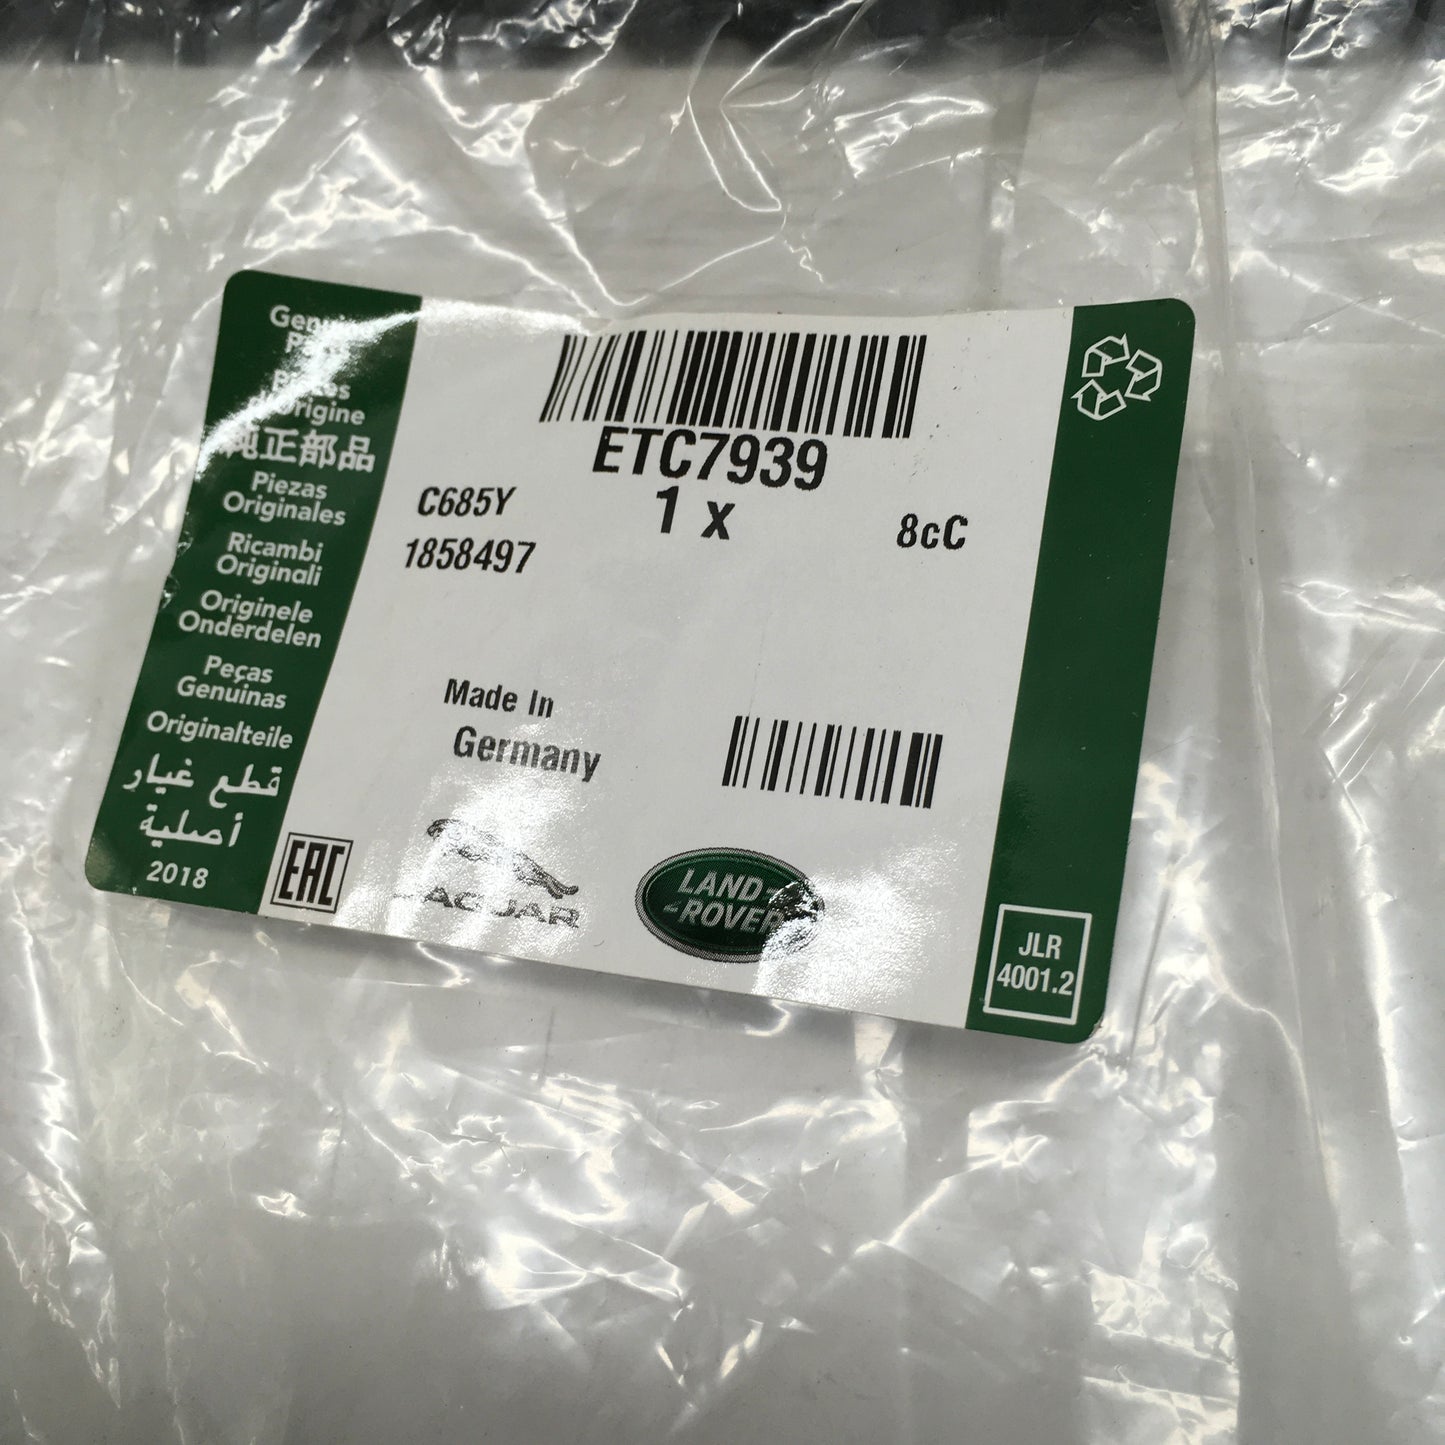 Genuine
Parts
Pièces
d'Origine
純正部品
Piezas
Originales
Ricambi
Originali
Originele
Onderdelen
Peças
Genuinas
Originalteile
قطع غيار
أصلية
2018
EAC
ETC7939
1 x
C685Y
8cC
1858497
Made In
Germany
JAGUAR
LAND-
-ROVER
JLR
4001.2